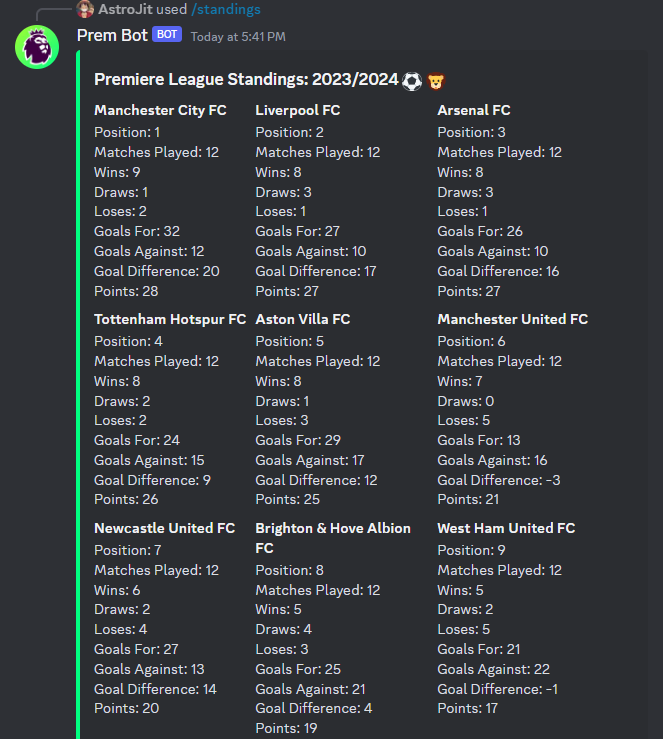 AstroJit used /standings
Prem Bot BOT Today at 5:41 PM
Premiere League Standings: 2023/2024
Manchester City FC
Position: 1
Matches Played: 12
Wins: 9
Draws: 1
Loses: 2
Goals For: 32
Goals Against: 12
Goal Difference: 20
Points: 28
Liverpool FC
Position: 2
Matches Played: 12
Wins: 8
Draws: 3
Loses: 1
Goals For: 27
Goals Against: 10
Goal Difference: 17
Points: 27
Arsenal FC
Position: 3
Matches Played: 12
Wins: 8
Draws: 3
Loses: 1
Goals For: 26
Goals Against: 10
Goal Difference: 16
Points: 27
Tottenham Hotspur FC
Position: 4
Matches Played: 12
Wins: 8
Draws: 2
Loses: 2
Goals For: 24
Goals Against: 15
Goal Difference: 9
Points: 26
Aston Villa FC
Position: 5
Matches Played: 12
Wins: 8
Draws: 1
Loses: 3
Goals For: 29
Goals Against: 17
Goal Difference: 12
Points: 25
Manchester United FC
Position: 6
Matches Played: 12
Wins: 7
Draws: 0
Loses: 5
Goals For: 13
Goals Against: 16
Goal Difference: -3
Points: 21
Newcastle United FC
Position: 7
Matches Played: 12
Wins: 6
Draws: 2
Loses: 4
Goals For: 27
Goals Against: 13
Goal Difference: 14
Points: 20
Brighton & Hove Albion
FC
Position: 8
Matches Played: 12
Wins: 5
Draws: 4
Loses: 3
Goals For: 25
Goals Against: 21
Goal Difference: 4
Points: 19
West Ham United FC
Position: 9
Matches Played: 12
Wins: 5
Draws: 2
Loses: 5
Goals For: 21
Goals Against: 22
Goal Difference: -1
Points: 17